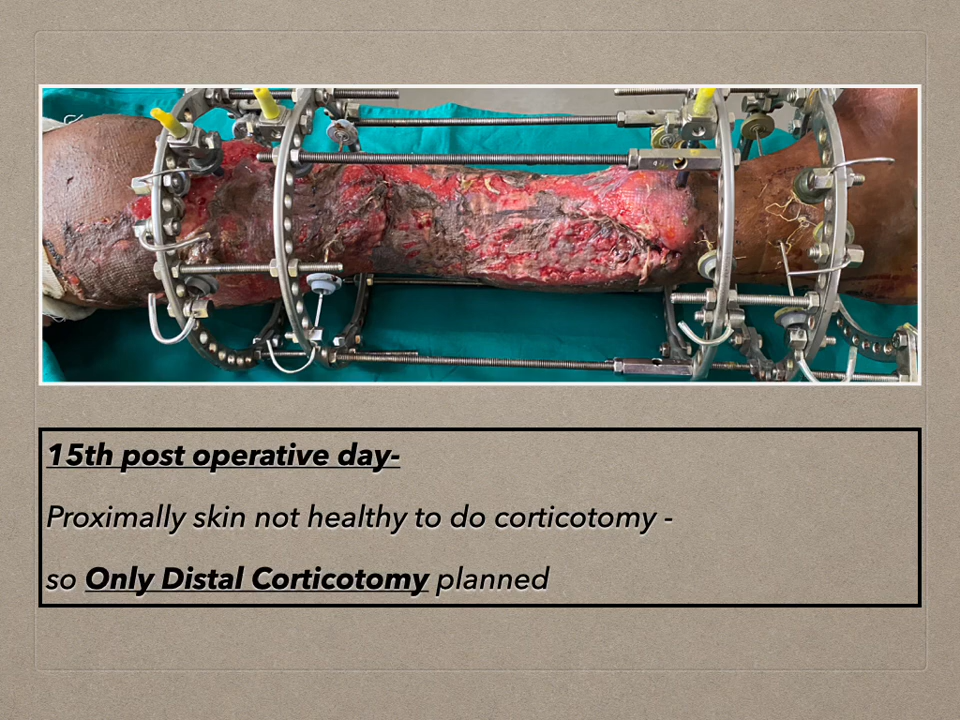 15th post operative day-
Proximally skin not healthy to do corticotomy -
so Only Distal Corticotomy planned